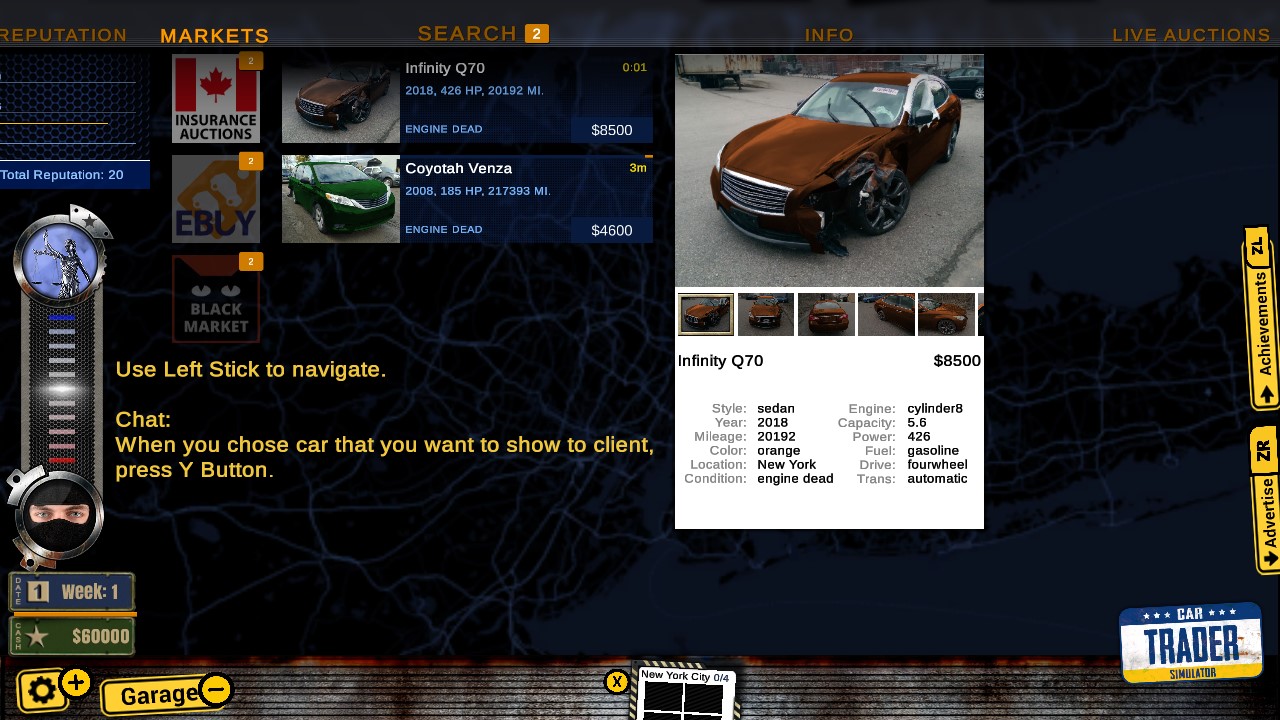 REPUTATION
MARKETS
SEARCH 2
INFO
LIVE AUCTIONS
Total Reputation: 20
2
INSURANCE
AUCTIONS
2
EBUY
2
BLACK
MARKET
Infinity Q70
0:01
2018, 426 HP, 20192 MI.
ENGINE DEAD
$8500
Coyotah Venza
3m
2008, 185 HP, 217393 MI.
ENGINE DEAD
$4600
Use Left Stick to navigate.
Chat:
When you chose car that you want to show to client,
press Y Button.
Infinity Q70 $8500
Style: sedan Engine: cylinder8
Year: 2018 Capacity: 5.6
Mileage: 20192 Power: 426
Color: orange Fuel: gasoline
Location: New York Drive: fourwheel
Condition: engine dead Trans: automatic
ZL
Achievements
ZR
Advertise
DATE
1 Week: 1
CASH
$60000
+
Garage −
X
New York City 0/4
CAR
TRADER
SIMULATOR